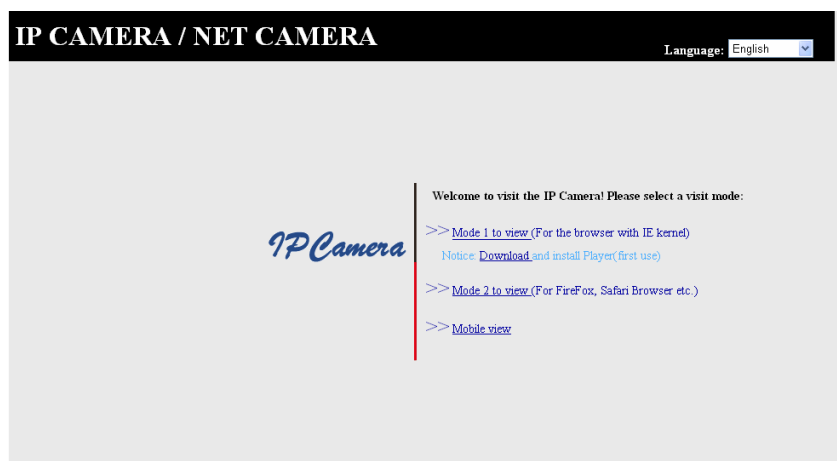 IP CAMERA / NET CAMERA
Language: English
Welcome to visit the IP Camera! Please select a visit mode:
IPCamera
>> Mode 1 to view (For the browser with IE kernel)
Notice: Download and install Player(first use)
>> Mode 2 to view (For FireFox, Safari Browser etc.)
>> Mobile view